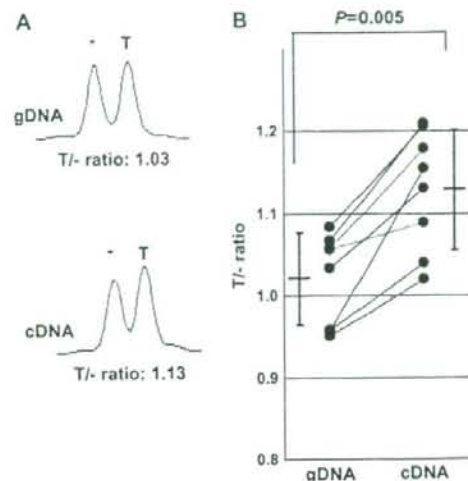 A
- T
gDNA
T/- ratio: 1.03
- T
cDNA
T/- ratio: 1.13
B
P=0.005
T/- ratio
1.2
1.1
1.0
0.9
0.8
gDNA cDNA